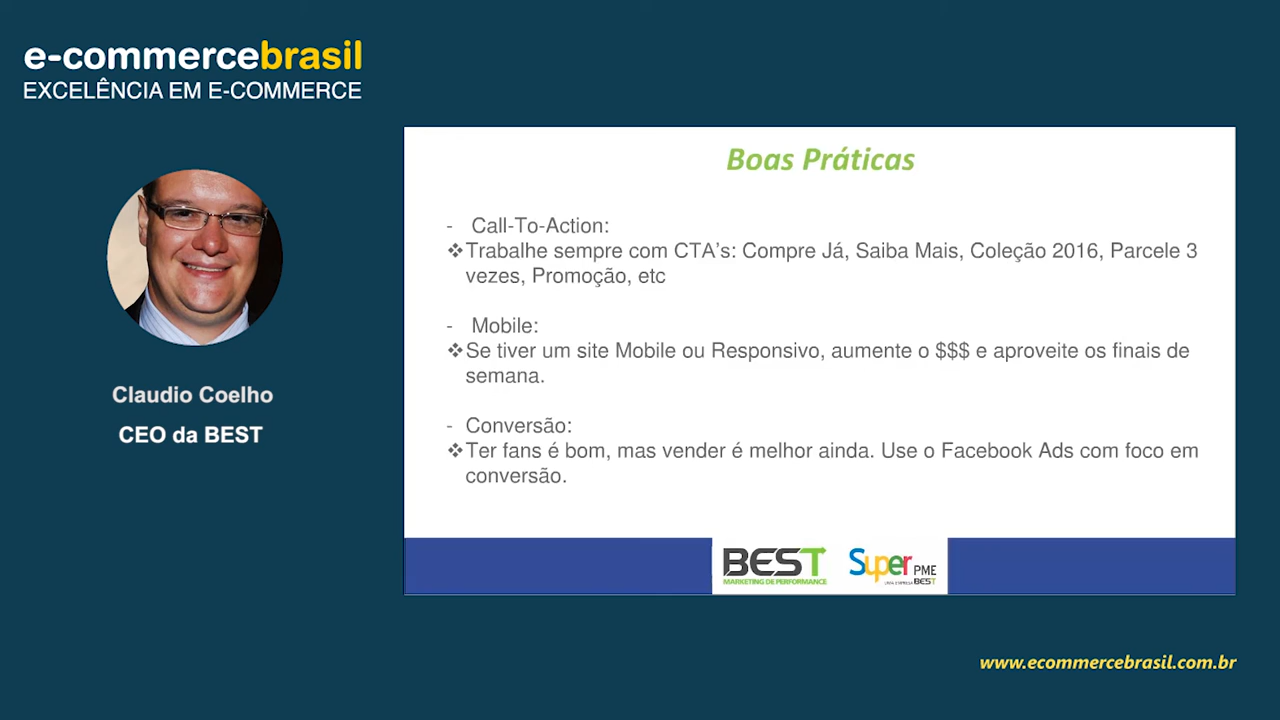 e-commercebrasil
EXCELÊNCIA EM E-COMMERCE
Claudio Coelho
CEO da BEST
Boas Práticas
- Call-To-Action:
❖Trabalhe sempre com CTA's: Compre Já, Saiba Mais, Coleção 2016, Parcele 3
vezes, Promoção, etc
- Mobile:
❖Se tiver um site Mobile ou Responsivo, aumente o $$$ e aproveite os finais de
semana.
- Conversão:
❖Ter fans é bom, mas vender é melhor ainda. Use o Facebook Ads com foco em
conversão.
BEST
MARKETING DE PERFORMANCE
Super PME
UMA EMPRESA BEST
www.ecommercebrasil.com.br